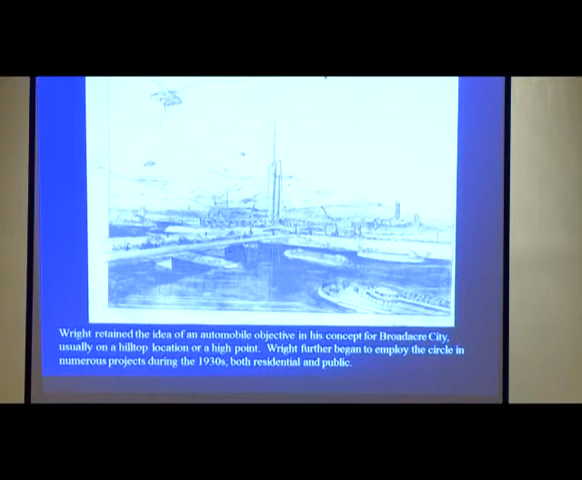 Wright retained the idea of an automobile objective in his concept for Broadacre City,
usually on a hilltop location or a high point.  Wright further began to employ the circle in
numerous projects during the 1930s, both residential and public.